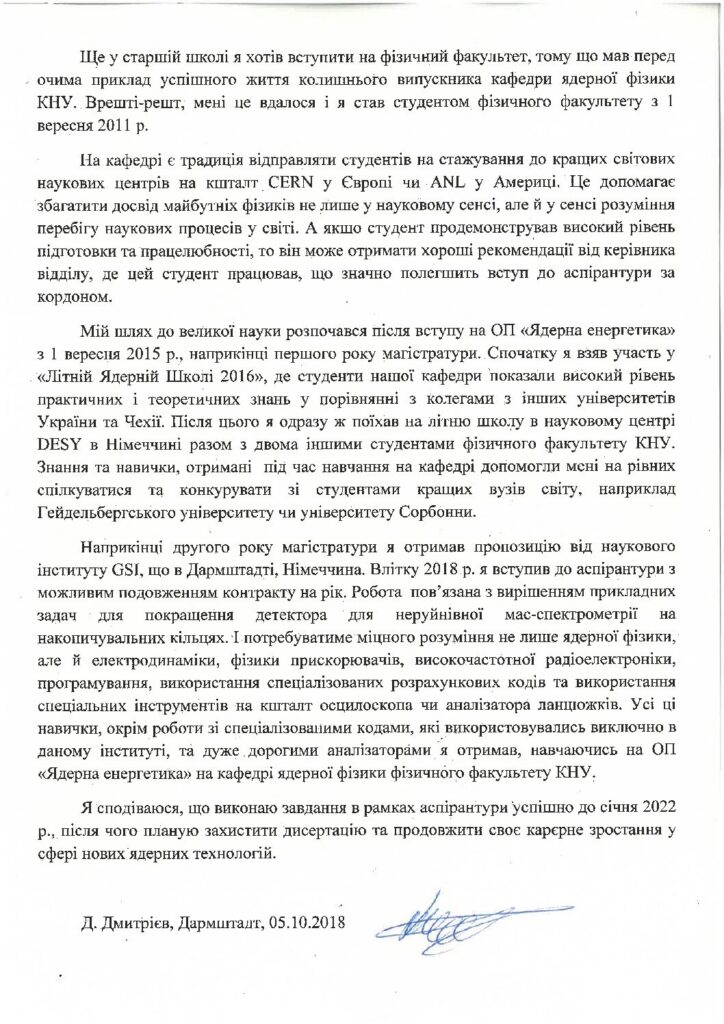 Ще у старшій школі я хотів вступити на фізичний факультет, тому що мав перед
очима приклад успішного життя колишнього випускника кафедри ядерної фізики
КНУ. Врешті-решт, мені це вдалося і я став студентом фізичного факультету з 1
вересня 2011 р.
На кафедрі є традиція відправляти студентів на стажування до кращих світових
наукових центрів на кшталт CERN у Європі чи ANL у Америці. Це допомагає
збагатити досвід майбутніх фізиків не лише у науковому сенсі, але й у сенсі розуміння
перебігу наукових процесів у світі. А якщо студент продемонстрував високий рівень
підготовки та працелюбності, то він може отримати хороші рекомендації від керівника
відділу, де цей студент працював, що значно полегшить вступ до аспірантури за
кордоном.
Мій шлях до великої науки розпочався після вступу на ОП «Ядерна енергетика»
з 1 вересня 2015 р., наприкінці першого року магістратури. Спочатку я взяв участь у
«Літній Ядерній Школі 2016», де студенти нашої кафедри показали високий рівень
практичних і теоретичних знань у порівнянні з колегами з інших університетів
України та Чехії. Після цього я одразу ж поїхав на літню школу в науковому центрі
DESY в Німеччині разом з двома іншими студентами фізичного факультету КНУ.
Знання та навички, отримані під час навчання на кафедрі допомогли мені на рівних
спілкуватися та конкурувати зі студентами кращих вузів світу, наприклад
Гейдельбергського університету чи університету Сорбонни.
Наприкінці другого року магістратури я отримав пропозицію від наукового
інституту GSI, що в Дармштадті, Німеччина. Влітку 2018 р. я вступив до аспірантури з
можливим подовженням контракту на рік. Робота пов'язана з вирішенням прикладних
задач для покращення детектора для неруйнівної мас-спектрометрії на
накопичувальних кільцях. І потребуватиме міцного розуміння не лише ядерної фізики,
але й електродинаміки, фізики прискорювачів, високочастотної радіоелектроніки,
програмування, використання спеціалізованих розрахункових кодів та використання
спеціальних інструментів на кшталт осцилоскопа чи аналізатора ланцюжків. Усі ці
навички, окрім роботи зі спеціалізованими кодами, які використовувались виключно в
даному інституті, та дуже дорогими аналізаторами я отримав, навчаючись на ОП
«Ядерна енергетика» на кафедрі ядерної фізики фізичного факультету КНУ.
Я сподіваюся, що виконаю завдання в рамках аспірантури успішно до січня 2022
р., після чого планую захистити дисертацію та продовжити своє карєрне зростання у
сфері нових ядерних технологій.
Д. Дмитрієв, Дармштадт, 05.10.2018